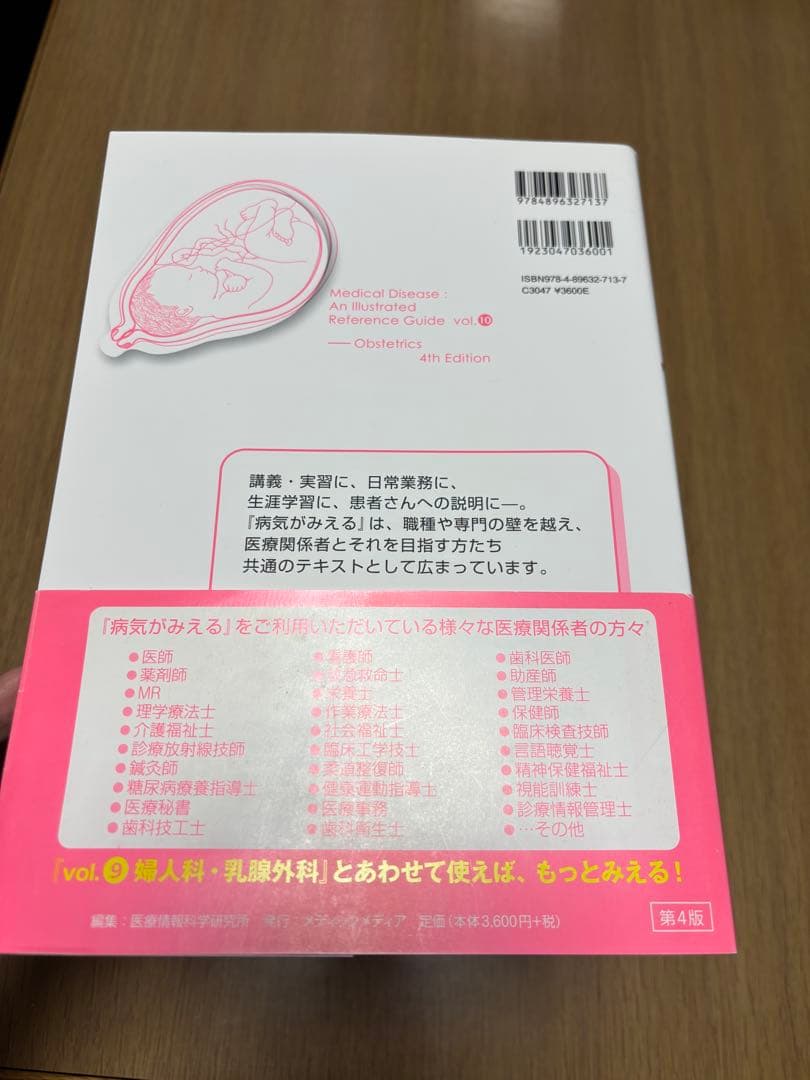 9784896327137
1923047036001
ISBN978-4-89632-713-7
C3047 ¥3600E
Medical Disease :
An Illustrated
Reference Guide vol.❿
— Obstetrics
4th Edition
講義・実習に、日常業務に、
生涯学習に、患者さんへの説明に—。
『病気がみえる』は、職種や専門の壁を越え、
医療関係者とそれを目指す方たち
共通のテキストとして広まっています。
『病気がみえる』をご利用いただいている様々な医療関係者の方々
●医師 ●看護師 ●歯科医師
●薬剤師 ●救急救命士 ●助産師
●MR ●栄養士 ●管理栄養士
●理学療法士 ●作業療法士 ●保健師
●介護福祉士 ●社会福祉士 ●臨床検査技師
●診療放射線技師 ●臨床工学技士 ●言語聴覚士
●鍼灸師 ●柔道整復師 ●精神保健福祉士
●糖尿病療養指導士 ●健康運動指導士 ●視能訓練士
●医療秘書 ●医療事務 ●診療情報管理士
●歯科技工士 ●歯科衛生士 ●…その他
『vol.❾婦人科・乳腺外科』とあわせて使えば、もっとみえる！
編集：医療情報科学研究所 発行：メディックメディア 定価（本体3,600円+税）
第4版